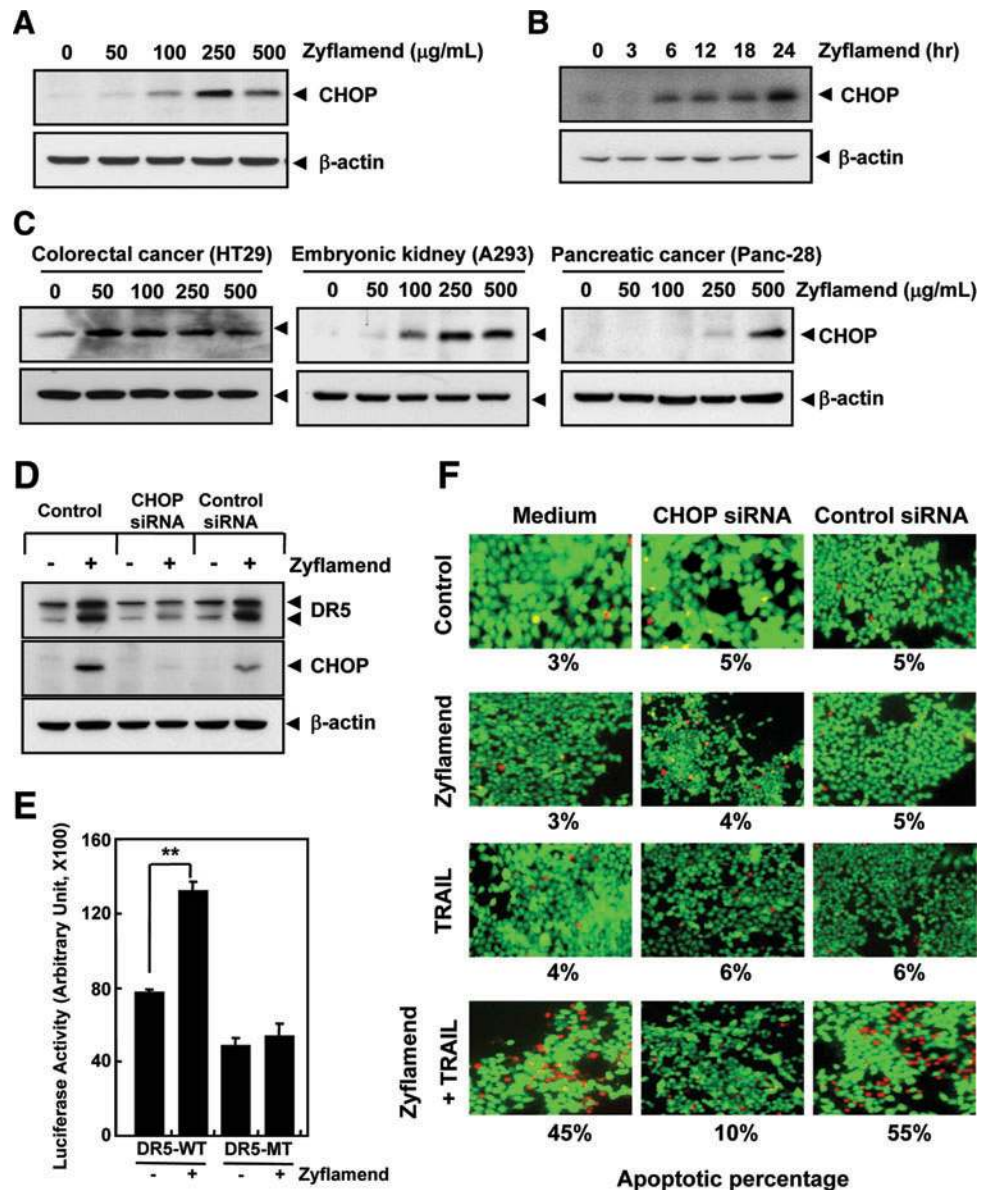 A
0 50 100 250 500 Zyflamend (μg/mL)
CHOP
β-actin
B
0 3 6 12 18 24 Zyflamend (hr)
CHOP
β-actin
C
Colorectal cancer (HT29) Embryonic kidney (A293) Pancreatic cancer (Panc-28)
0 50 100 250 500 0 50 100 250 500 0 50 100 250 500 Zyflamend (μg/mL)
CHOP
β-actin
D
Control CHOP siRNA Control siRNA
- + - + - + Zyflamend
DR5
CHOP
β-actin
E
Luciferase Activity (Arbitrary Unit, X100)
160
120
80
40
0
**
DR5-WT DR5-MT
- + - + Zyflamend
F
Medium CHOP siRNA Control siRNA
Control
3% 5% 5%
Zyflamend
3% 4% 5%
TRAIL
4% 6% 6%
Zyflamend
+ TRAIL
45% 10% 55%
Apoptotic percentage